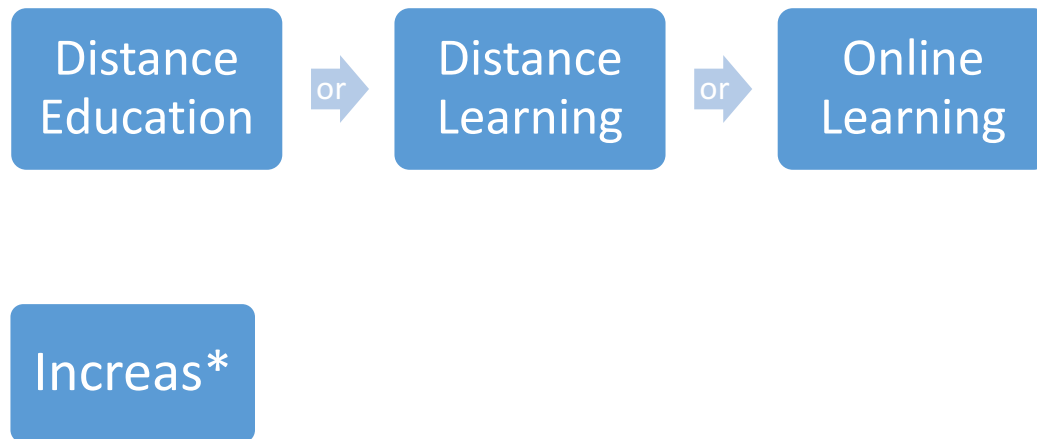 Distance
Education
or
Distance
Learning
or
Online
Learning
Increas*